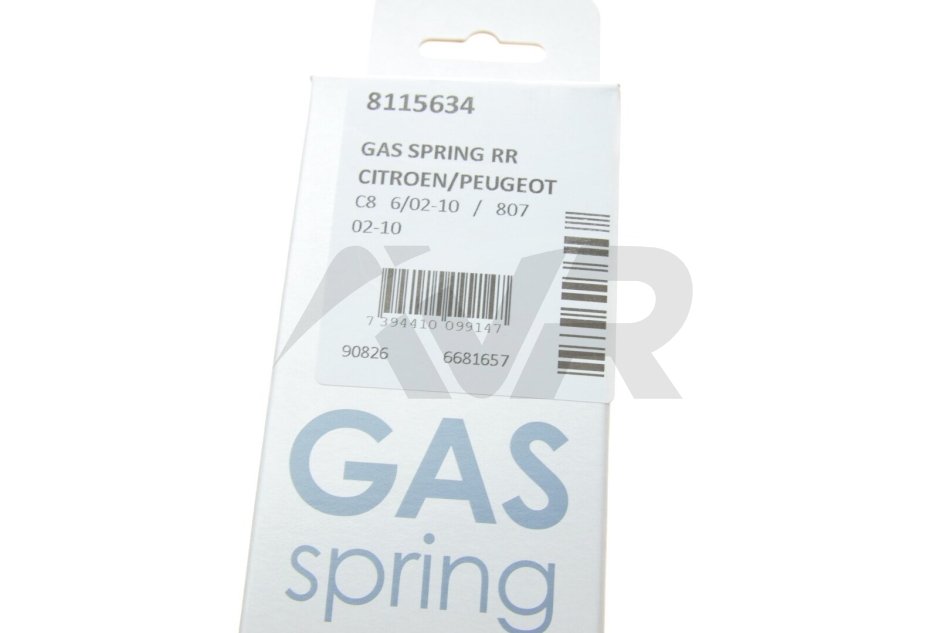 8115634
GAS SPRING RR
CITROEN/PEUGEOT
C8 6/02-10 / 807
02-10
7 394410 099147
90826 6681657
GAS
spring